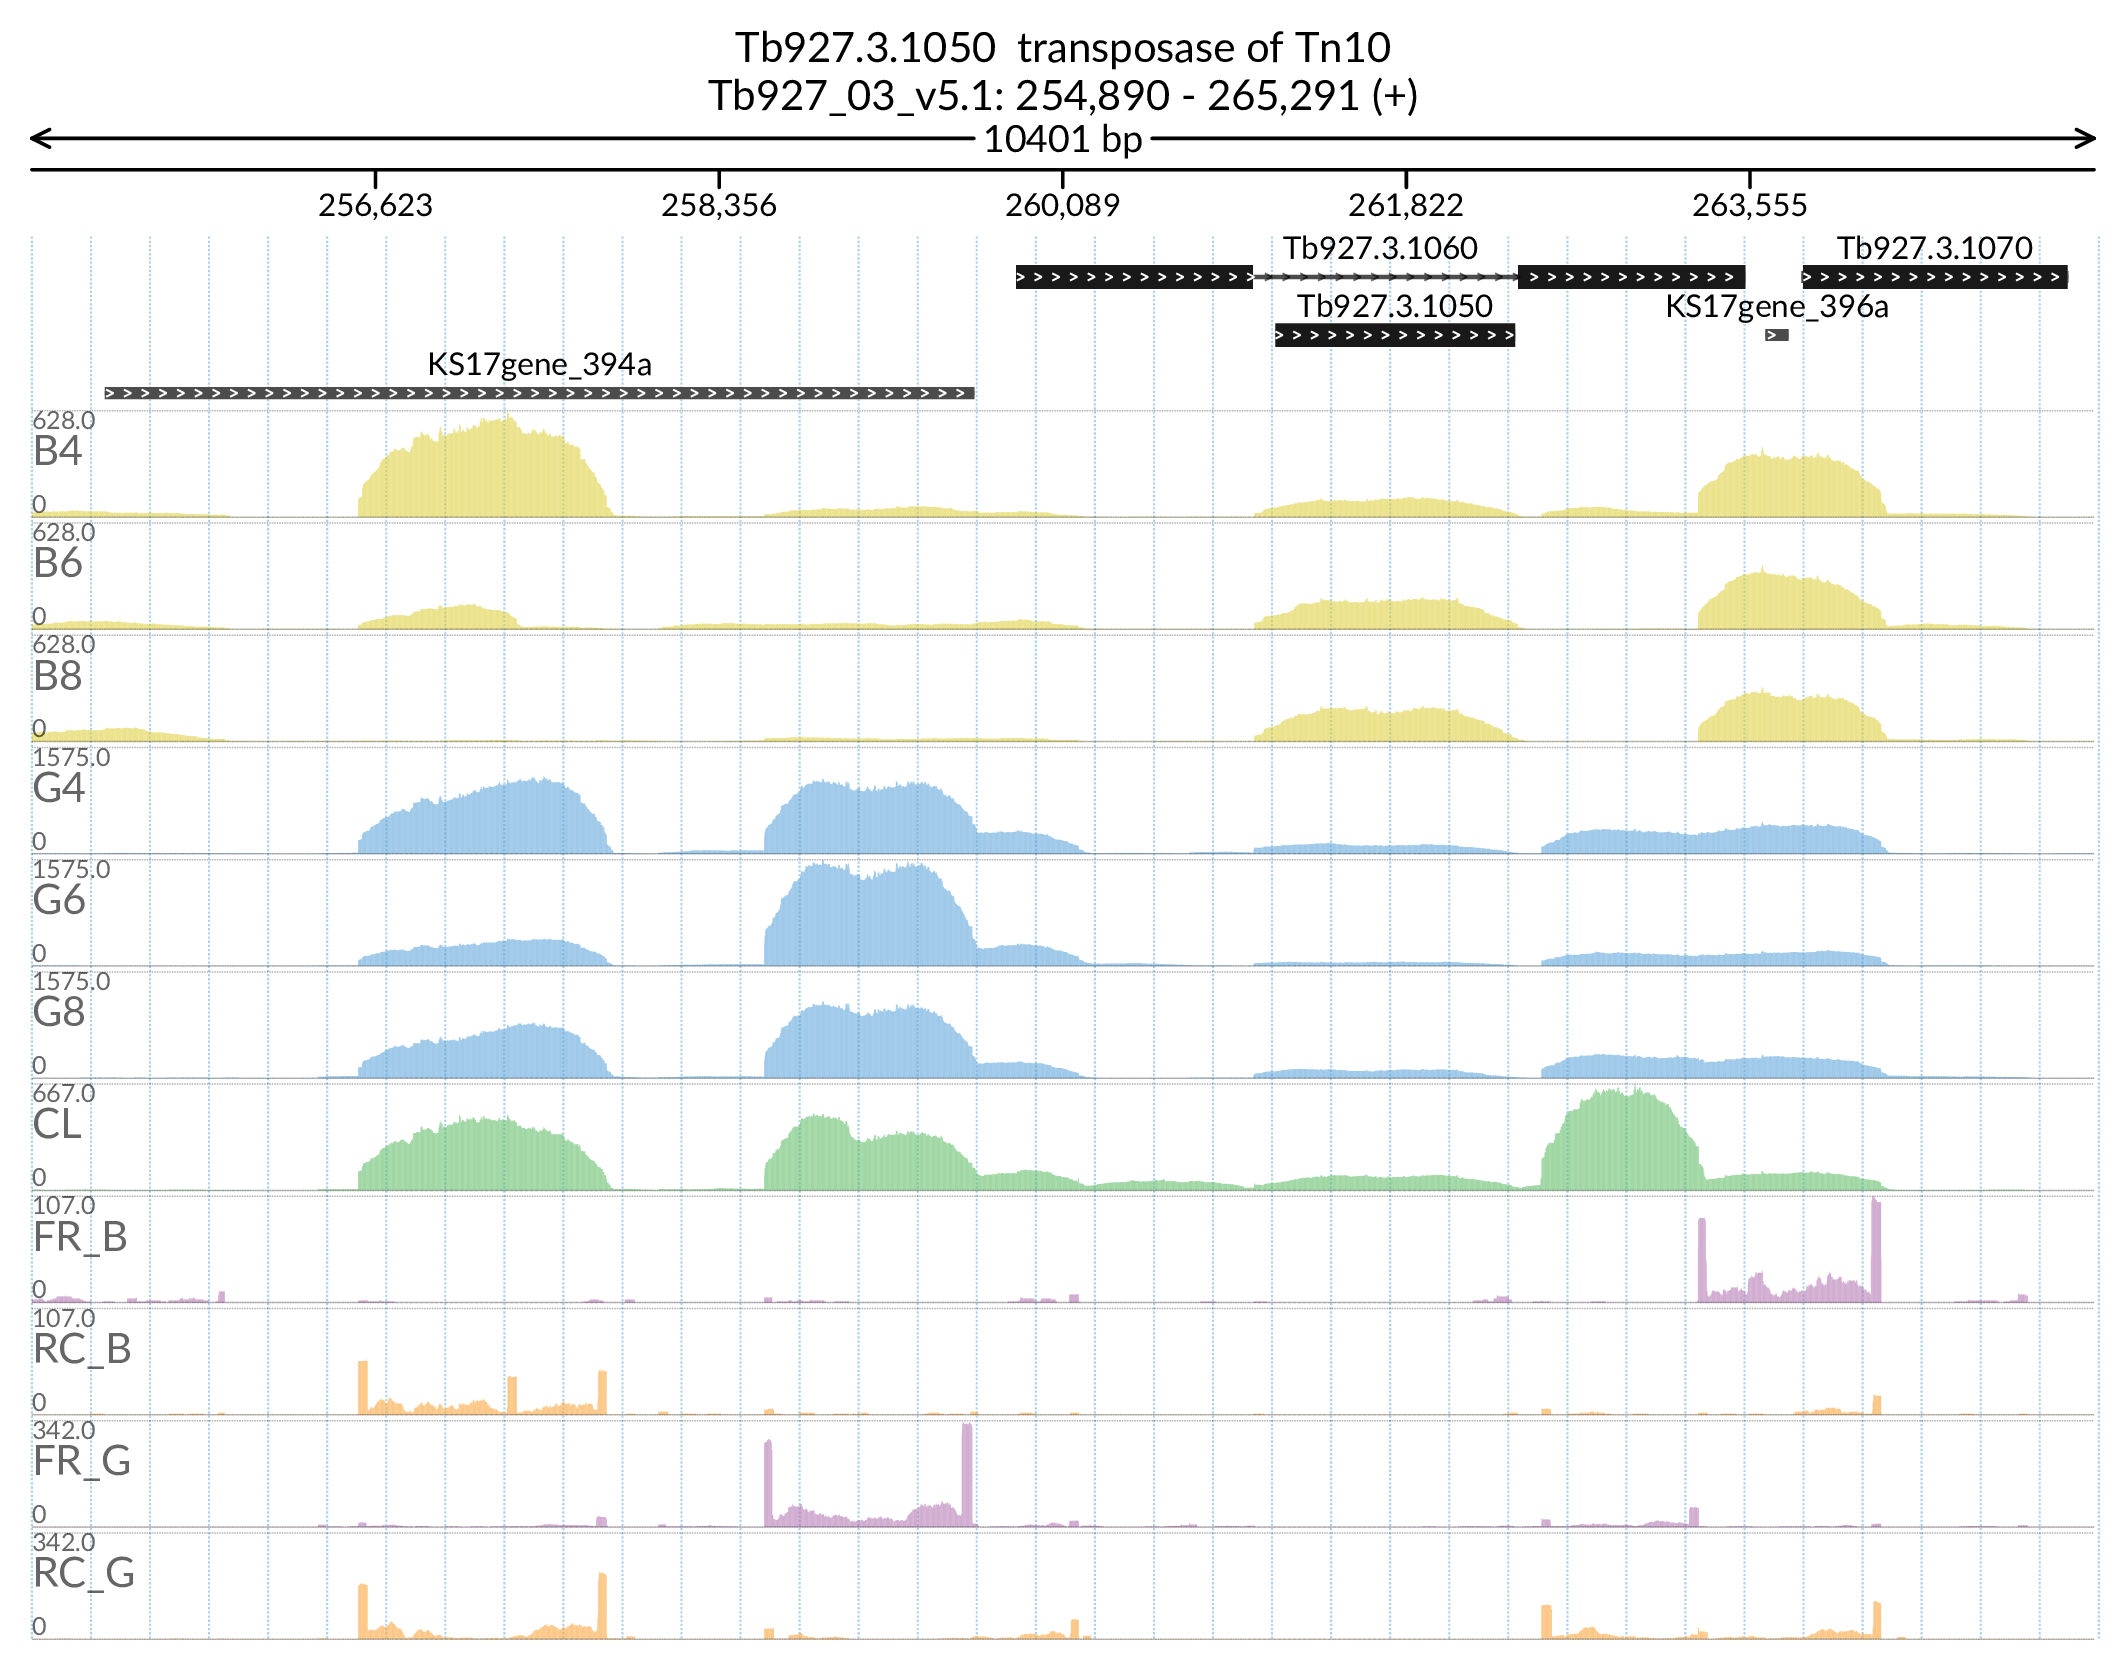 Tb927.3.1050  transposase of Tn10
Tb927_03_v5.1: 254,890 - 265,291 (+)
10401 bp
256,623 258,356 260,089 261,822 263,555
Tb927.3.1060 Tb927.3.1070
Tb927.3.1050 KS17gene_396a
KS17gene_394a
628.0
B4
0
628.0
B6
0
628.0
B8
0
1575.0
G4
0
1575.0
G6
0
1575.0
G8
0
667.0
CL
0
107.0
FR_B
0
107.0
RC_B
0
342.0
FR_G
0
342.0
RC_G
0